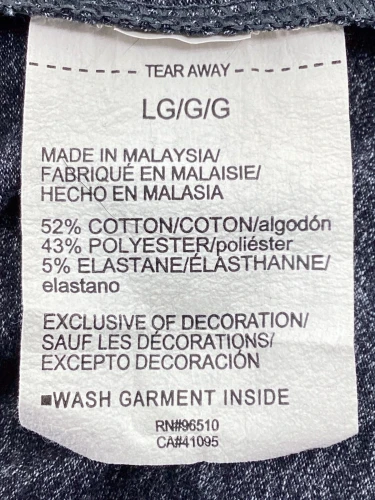 ------- TEAR AWAY -------
LG/G/G
MADE IN MALAYSIA/
FABRIQUÉ EN MALAISIE/
HECHO EN MALASIA
52% COTTON/COTON/algodón
43% POLYESTER/poliéster
5% ELASTANE/ÉLASTHANNE/
elastano
EXCLUSIVE OF DECORATION/
SAUF LES DÉCORATIONS/
EXCEPTO DECORACIÓN
■WASH GARMENT INSIDE
RN#96510
CA#41095